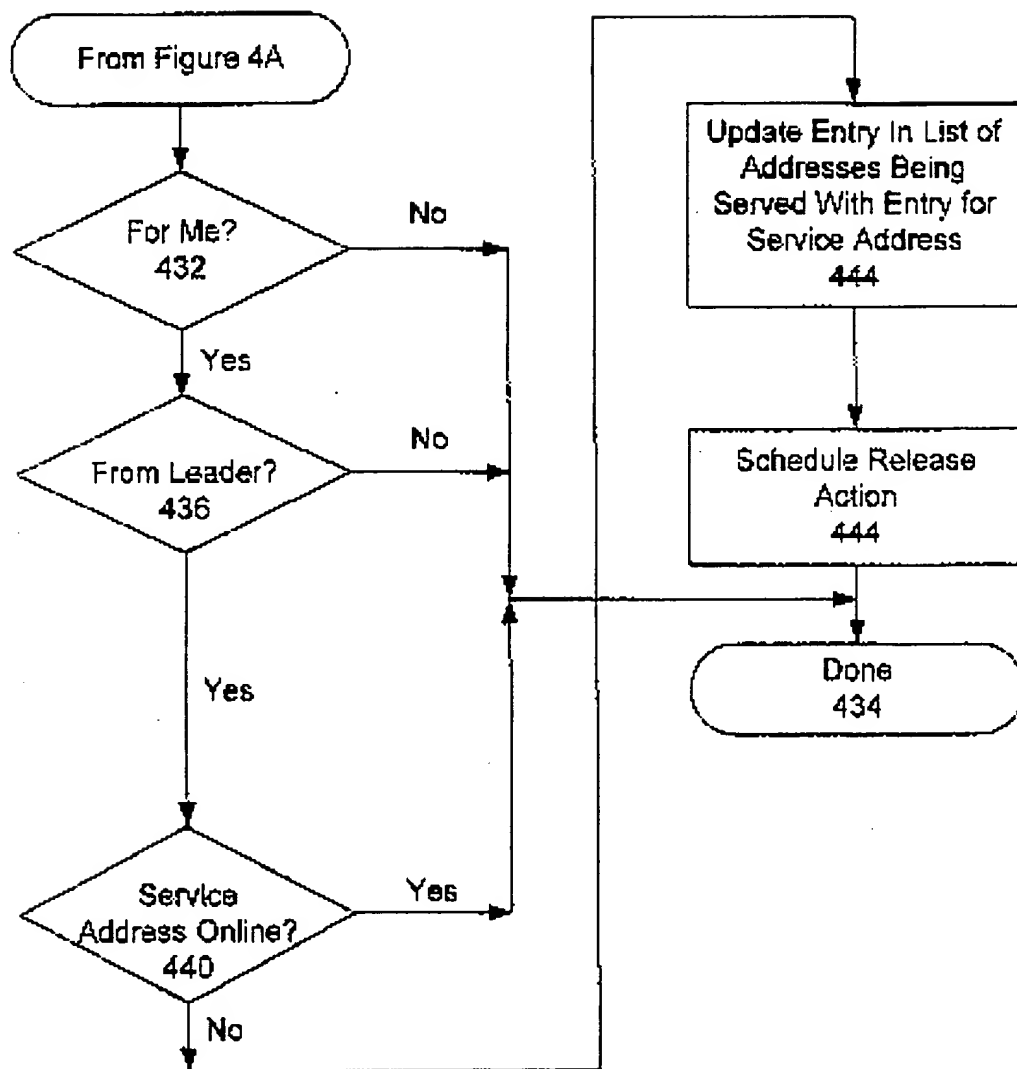 From Figure 4A
For Me?
432
No
Yes
From Leader?
436
No
Yes
Service
Address Online?
440
Yes
No
Update Entry In List of
Addresses Being
Served With Entry for
Service Address
444
Schedule Release
Action
444
Done
434